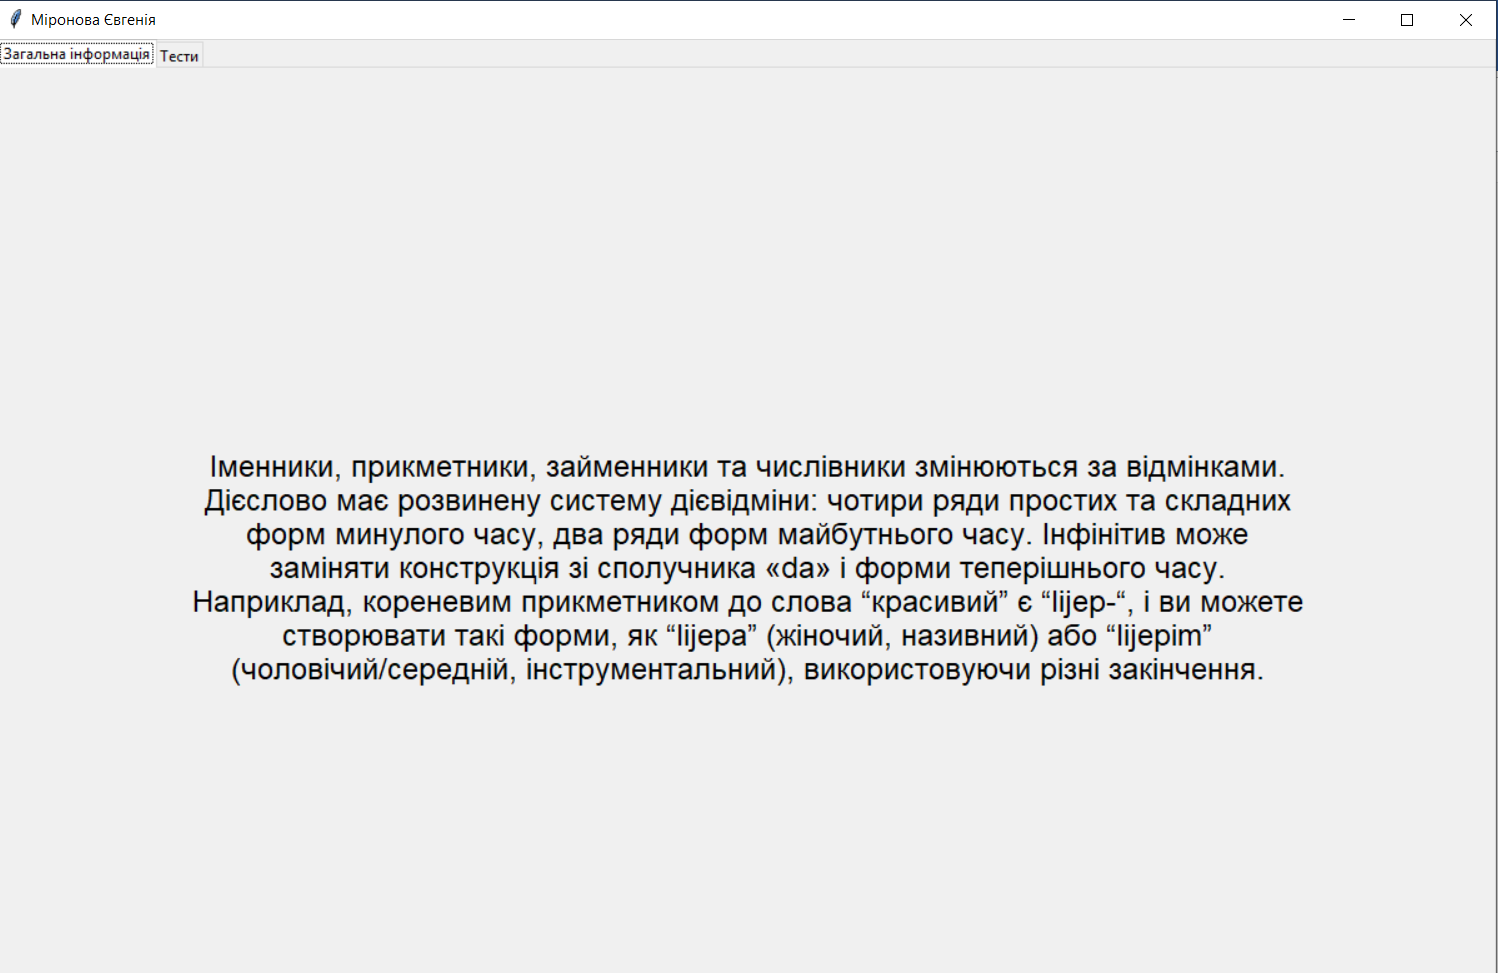 Міронова Євгенія
Загальна інформація
Тести
Іменники, прикметники, займенники та числівники змінюються за відмінками.
Дієслово має розвинену систему дієвідміни: чотири ряди простих та складних
форм минулого часу, два ряди форм майбутнього часу. Інфінітив може
заміняти конструкція зі сполучника «da» і форми теперішнього часу.
Наприклад, кореневим прикметником до слова “красивий” є “lijep-“, і ви можете
створювати такі форми, як “lijepa” (жіночий, називний) або “lijepim”
(чоловічий/середній, інструментальний), використовуючи різні закінчення.